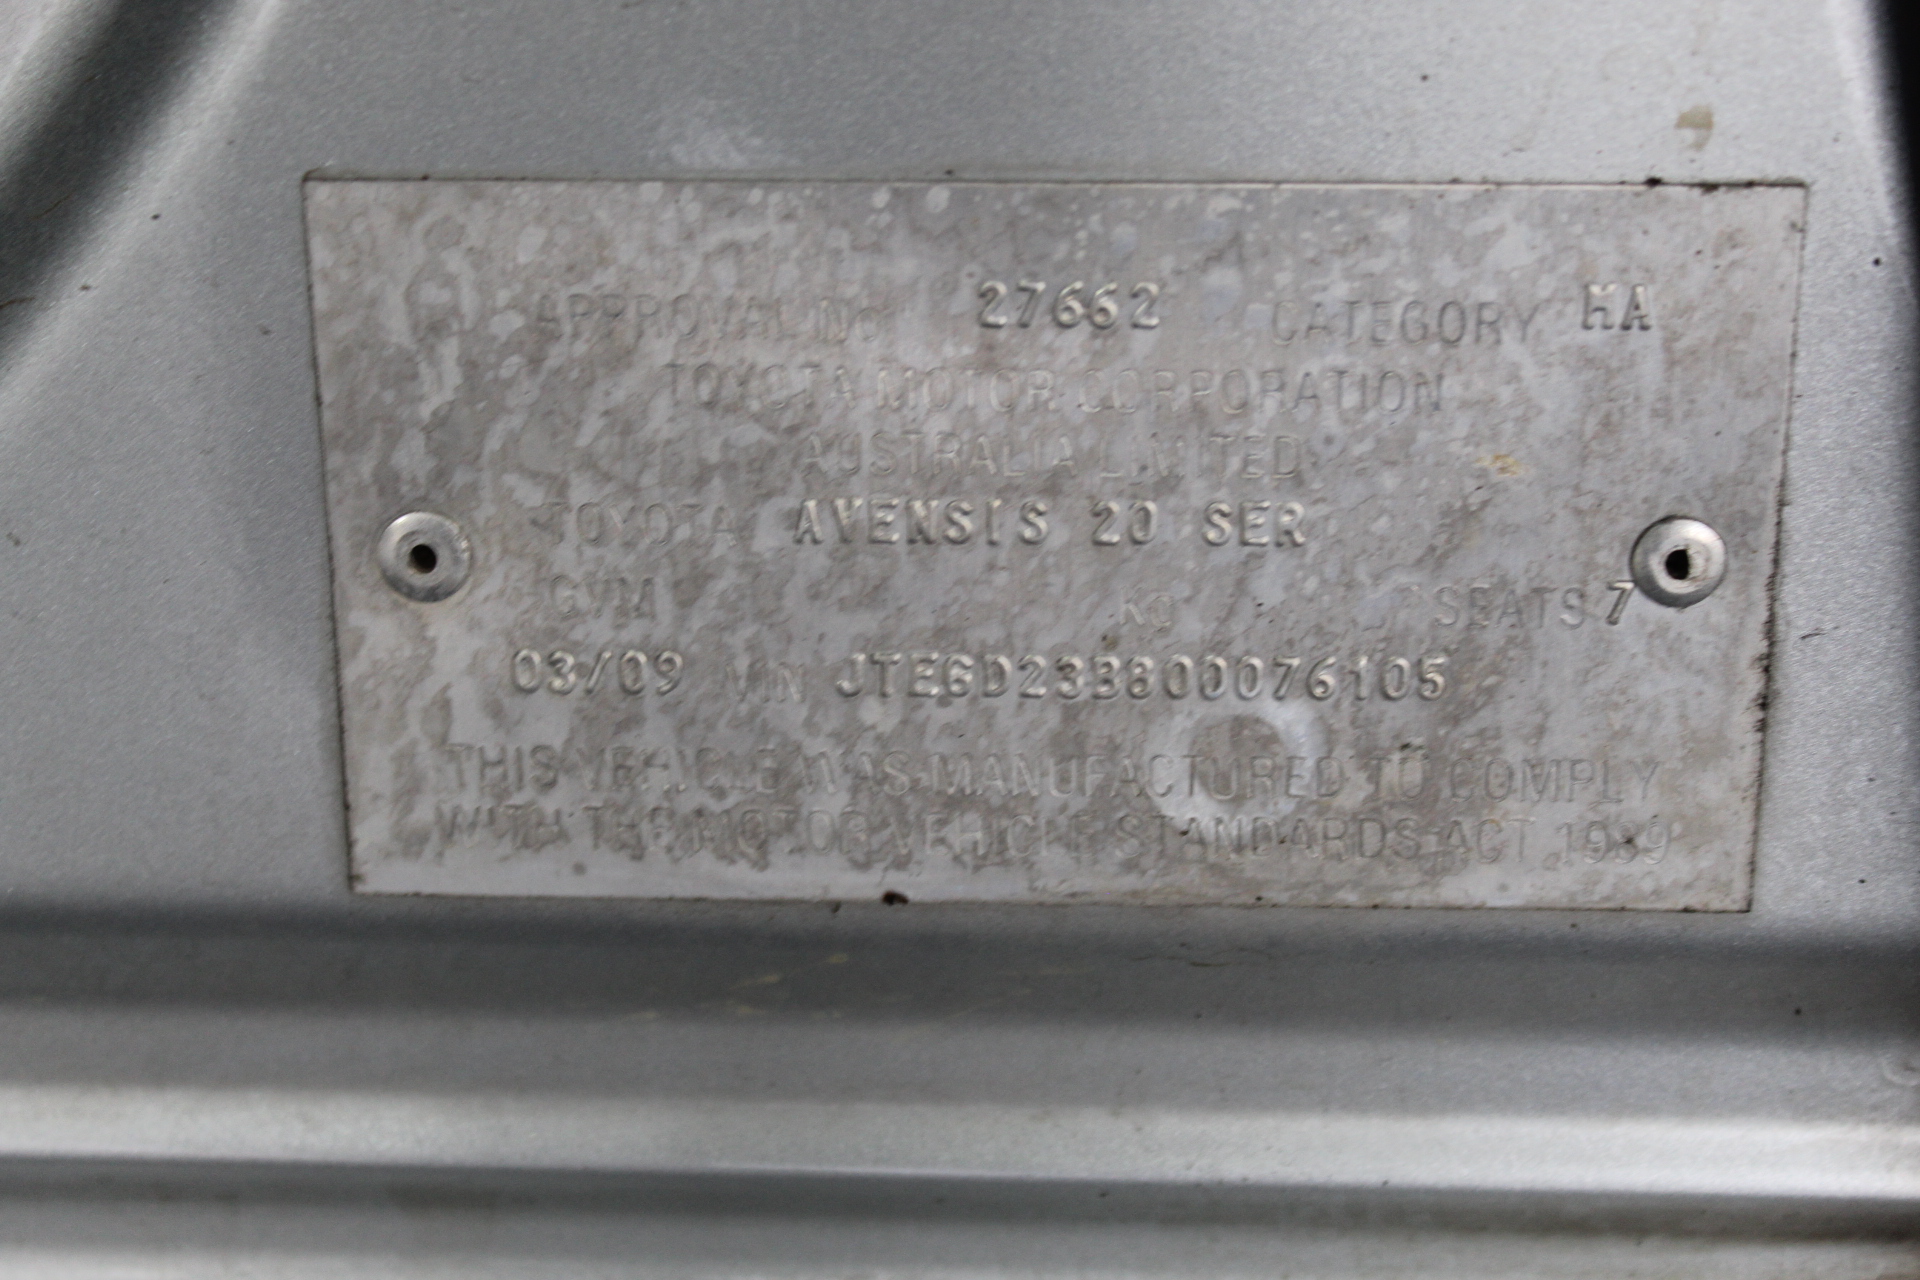 APPROVAL No 27662 CATEGORY MA
TOYOTA MOTOR CORPORATION
AUSTRALIA LIMITED
TOYOTA AVENSIS 20 SER
GVM KG SEATS 7
03/09 VIN JTEGD23B800076105
THIS VEHICLE WAS MANUFACTURED TO COMPLY
WITH THE MOTOR VEHICLE STANDARDS ACT 1989